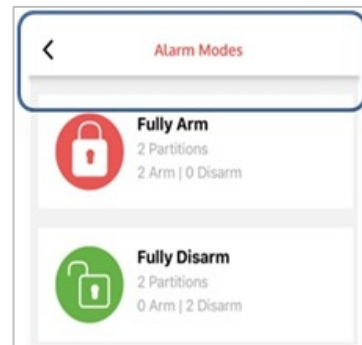 Alarm Modes
Fully Arm
2 Partitions
2 Arm | 0 Disarm
Fully Disarm
2 Partitions
0 Arm | 2 Disarm